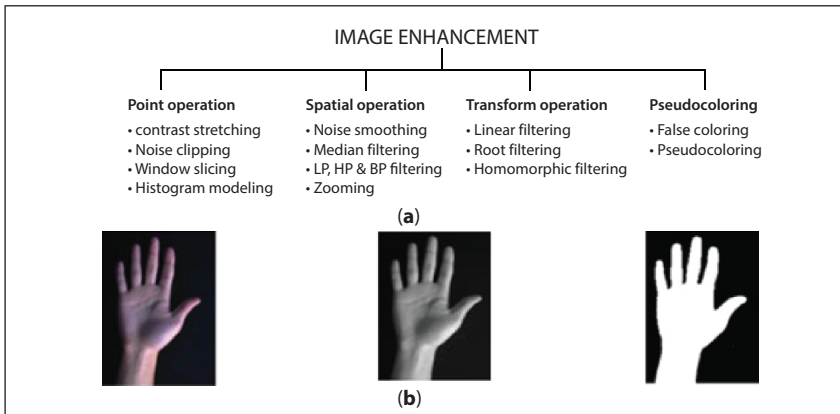 IMAGE ENHANCEMENT
Point operation
• contrast stretching
• Noise clipping
• Window slicing
• Histogram modeling
Spatial operation
• Noise smoothing
• Median filtering
• LP, HP & BP filtering
• Zooming
Transform operation
• Linear filtering
• Root filtering
• Homomorphic filtering
Pseudocoloring
• False coloring
• Pseudocoloring
(a)
(b)